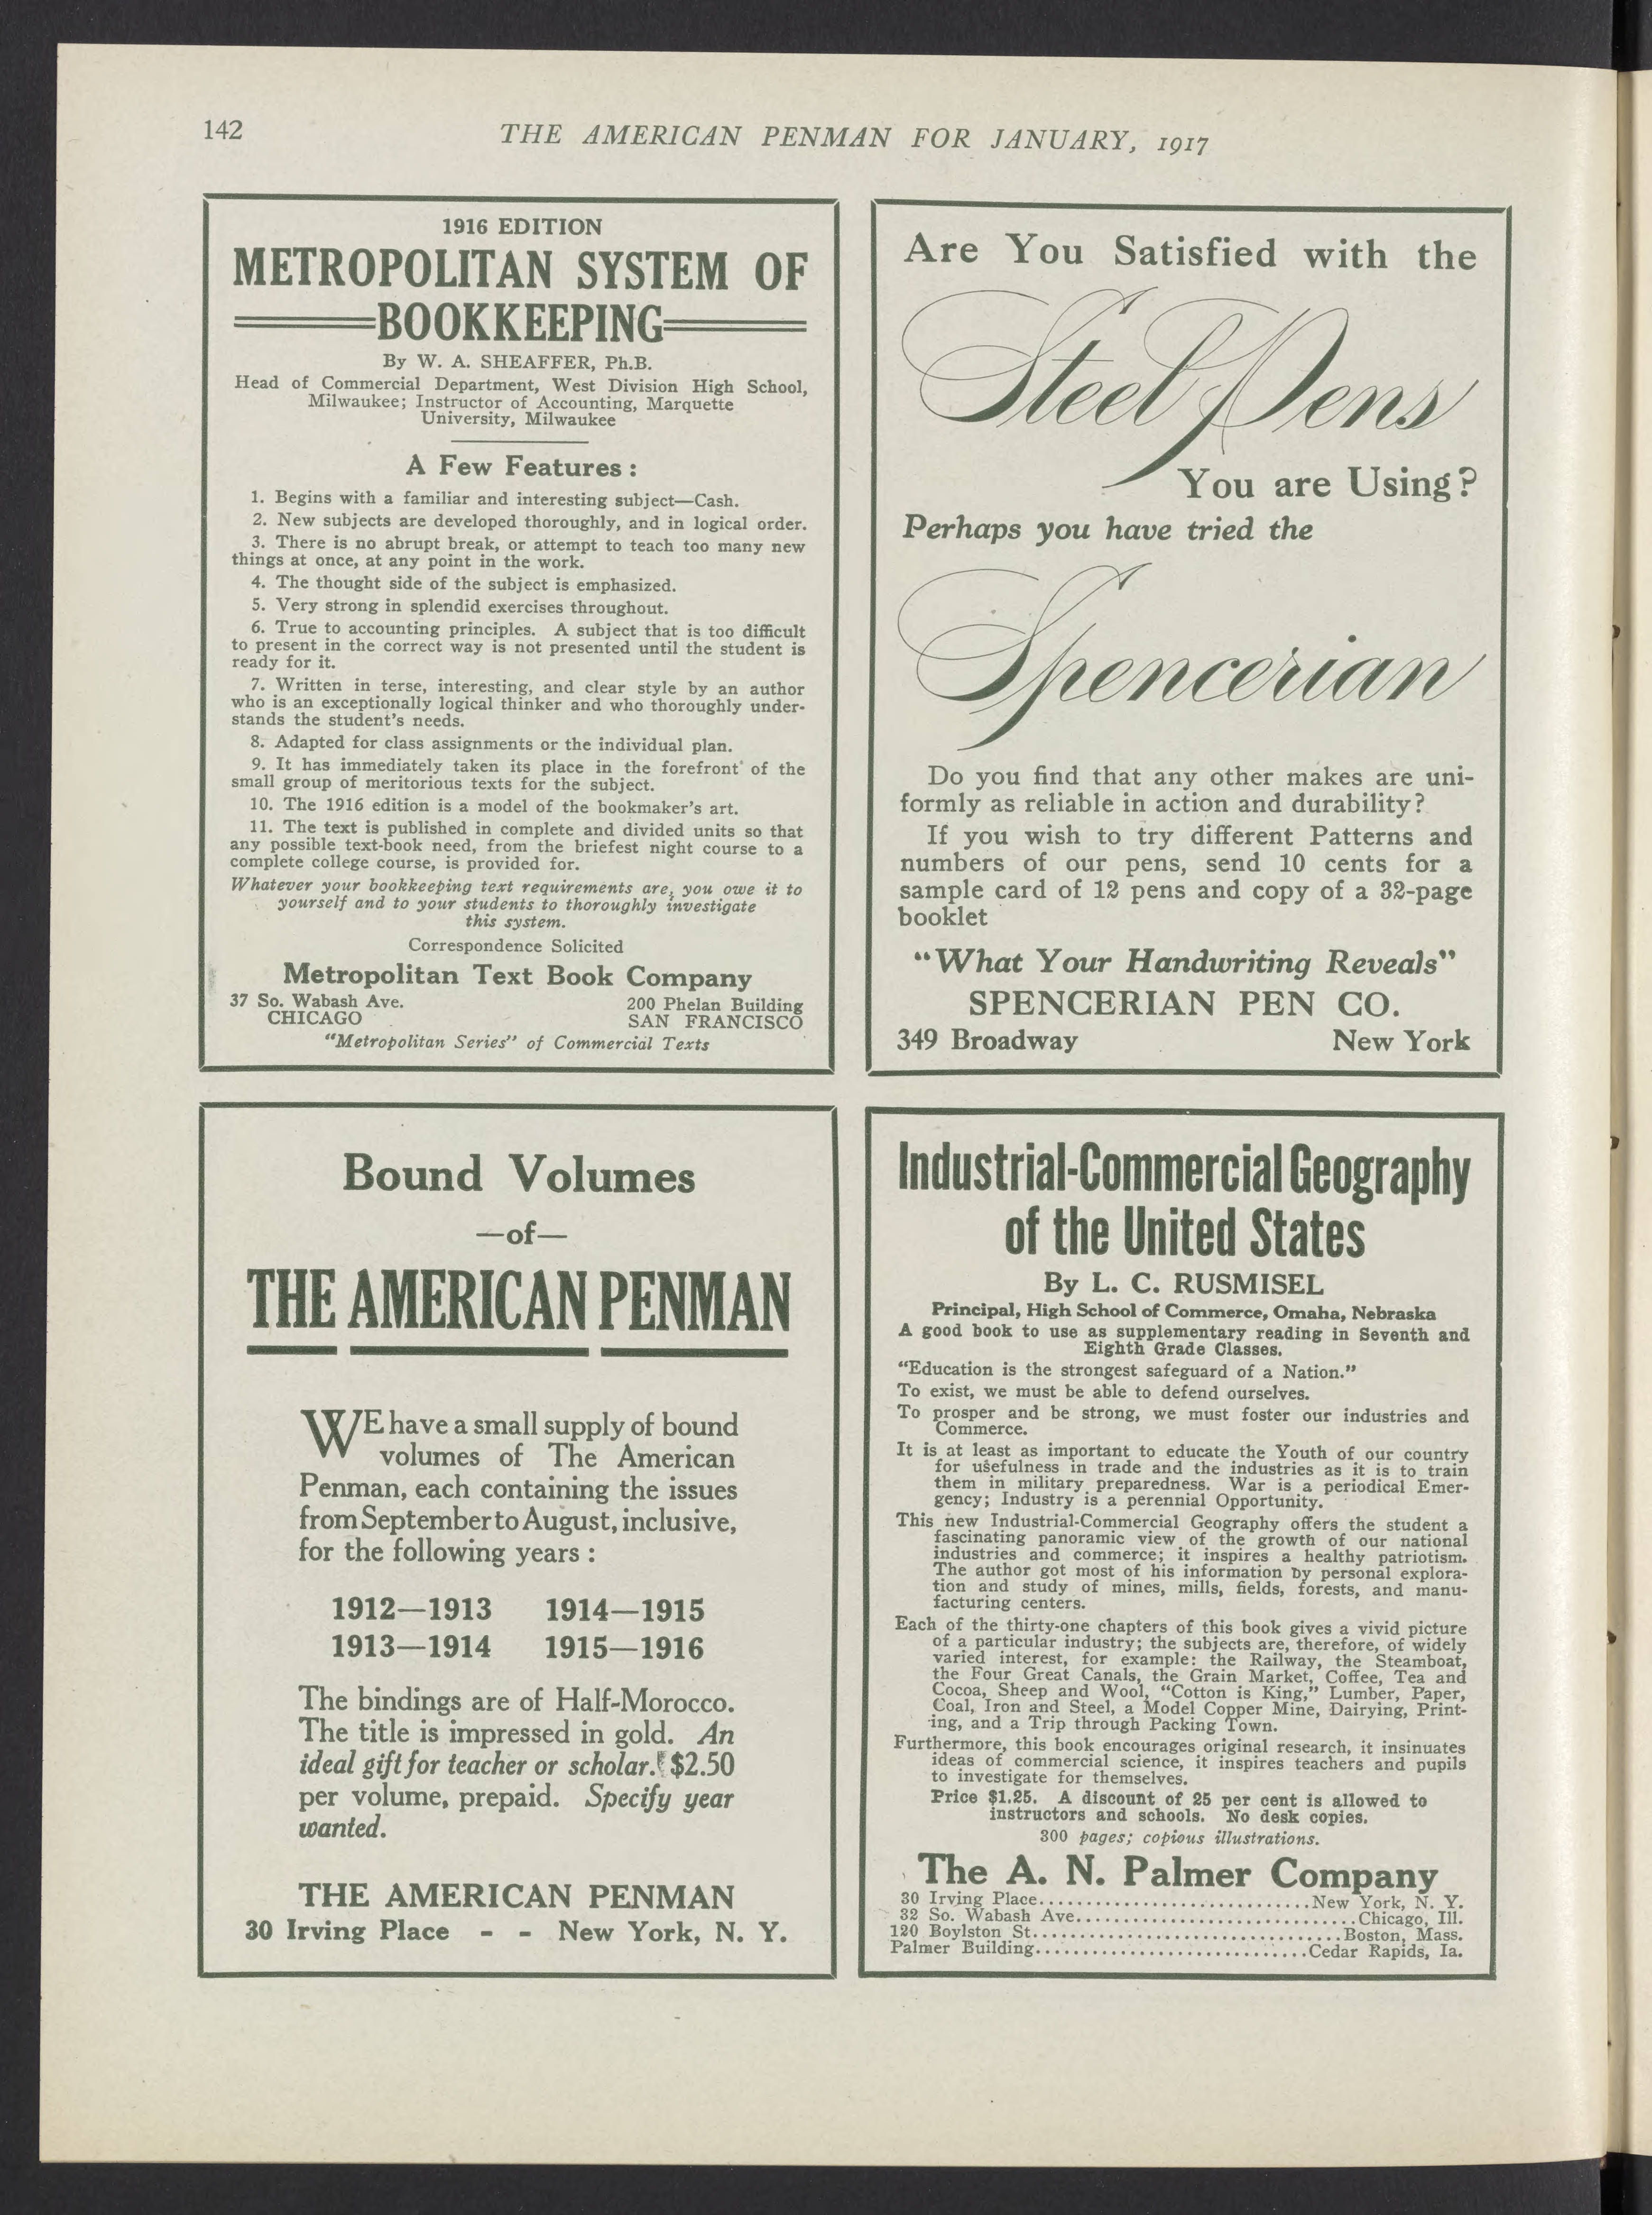 142
THE AMERICAN PENMAN FOR JANUARY, 1917
1916 EDITION
METROPOLITAN SYSTEM OF
BOOKKEEPING
By W. A. SHEAFFER, Ph.B.
Head of Commercial Department, West Division High School,
Milwaukee; Instructor of Accounting, Marquette
University, Milwaukee
A Few Features:
1. Begins with a familiar and interesting subject—Cash.
2. New subjects are developed thoroughly, and in logical order.
3. There is no abrupt break, or attempt to teach too many new
things at once, at any point in the work.
4. The thought side of the subject is emphasized.
5. Very strong in splendid exercises throughout.
6. True to accounting principles. A subject that is too difficult
to present in the correct way is not presented until the student is
ready for it.
7. Written in terse, interesting, and clear style by an author
who is an exceptionally logical thinker and who thoroughly under-
stands the student's needs.
8. Adapted for class assignments or the individual plan.
9. It has immediately taken its place in the forefront of the
small group of meritorious texts for the subject.
10. The 1916 edition is a model of the bookmaker's art.
11. The text is published in complete and divided units so that
any possible text-book need, from the briefest night course to a
complete college course, is provided for.
Whatever your bookkeeping text requirements are, you owe it to
yourself and to your students to thoroughly investigate
this system.
Correspondence Solicited
Metropolitan Text Book Company
37 So. Wabash Ave. 200 Phelan Building
CHICAGO SAN FRANCISCO
"Metropolitan Series" of Commercial Texts
Are You Satisfied with the
Steel Pens
You are Using?
Perhaps you have tried the
Spencerian
Do you find that any other makes are uni-
formly as reliable in action and durability?
If you wish to try different Patterns and
numbers of our pens, send 10 cents for a
sample card of 12 pens and copy of a 32-page
booklet
"What Your Handwriting Reveals"
SPENCERIAN PEN CO.
349 Broadway New York
Bound Volumes
—of—
THE AMERICAN PENMAN
WE have a small supply of bound
volumes of The American
Penman, each containing the issues
from September to August, inclusive,
for the following years:
1912—1913 1914—1915
1913—1914 1915—1916
The bindings are of Half-Morocco.
The title is impressed in gold. An
ideal gift for teacher or scholar. $2.50
per volume, prepaid. Specify year
wanted.
THE AMERICAN PENMAN
30 Irving Place - - New York, N. Y.
Industrial-Commercial Geography
of the United States
By L. C. RUSMISEL
Principal, High School of Commerce, Omaha, Nebraska
A good book to use as supplementary reading in Seventh and
Eighth Grade Classes.
"Education is the strongest safeguard of a Nation."
To exist, we must be able to defend ourselves.
To prosper and be strong, we must foster our industries and
Commerce.
It is at least as important to educate the Youth of our country
for usefulness in trade and the industries as it is to train
them in military preparedness. War is a periodical Emer-
gency; Industry is a perennial Opportunity.
This new Industrial-Commercial Geography offers the student a
fascinating panoramic view of the growth of our national
industries and commerce; it inspires a healthy patriotism.
The author got most of his information by personal explora-
tion and study of mines, mills, fields, forests, and manu-
facturing centers.
Each of the thirty-one chapters of this book gives a vivid picture
of a particular industry; the subjects are, therefore, of widely
varied interest, for example: the Railway, the Steamboat,
the Four Great Canals, the Grain Market, Coffee, Tea and
Cocoa, Sheep and Wool, "Cotton is King," Lumber, Paper,
Coal, Iron and Steel, a Model Copper Mine, Dairying, Print-
ing, and a Trip through Packing Town.
Furthermore, this book encourages original research, it insinuates
ideas of commercial science, it inspires teachers and pupils
to investigate for themselves.
Price $1.25. A discount of 25 per cent is allowed to
instructors and schools. No desk copies.
300 pages; copious illustrations.
The A. N. Palmer Company
30 Irving Place............................New York, N. Y.
32 So. Wabash Ave.............................Chicago, Ill.
120 Boylston St................................Boston, Mass.
Palmer Building............................Cedar Rapids, Ia.